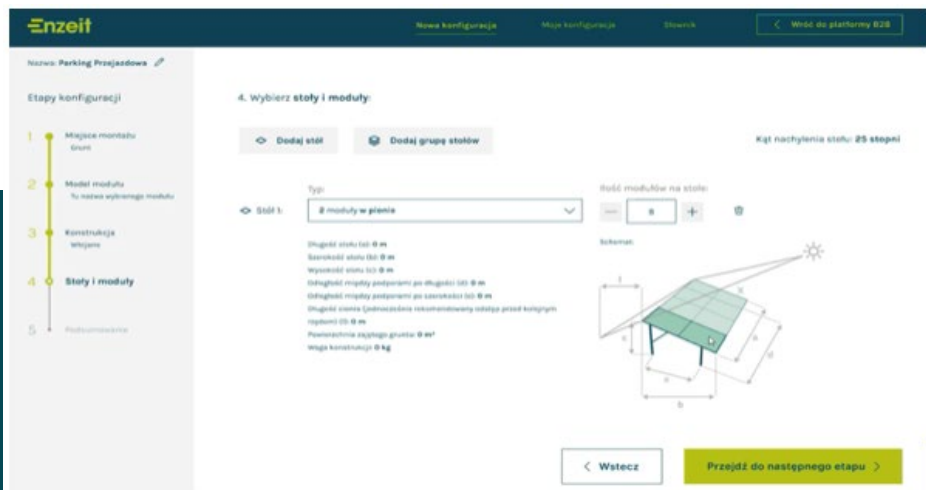 Enzeit
Nowa konfiguracja
Moje konfiguracje
Słownik
< Wróć do platformy B2B
Nazwa: Parking Przejazdowa
Etapy konfiguracji
1 Miejsce montażu
Grunt
2 Model modułu
Tu nazwa wybranego modułu
3 Konstrukcja
Wbijana
4 Stoły i moduły
5 Podsumowanie
4. Wybierz stoły i moduły:
Dodaj stół
Dodaj grupę stołów
Kąt nachylenia stołu: 25 stopni
Typ:
Ilość modułów na stole:
Stół 1:
2 moduły w pionie
Długość stołu (a): 0 m
Szerokość stołu (b): 0 m
Wysokość stołu (c): 0 m
Odległość między podporami po długości (d): 0 m
Odległość między podporami po szerokości (e): 0 m
Długość cienia (jednocześnie rekomendowany odstęp przed kolejnym
rzędem) (f): 0 m
Powierzchnia zajętego gruntu: 0 m²
Waga konstrukcji: 0 kg
Schemat:
f
c
d
b
< Wstecz
Przejdź do następnego etapu >